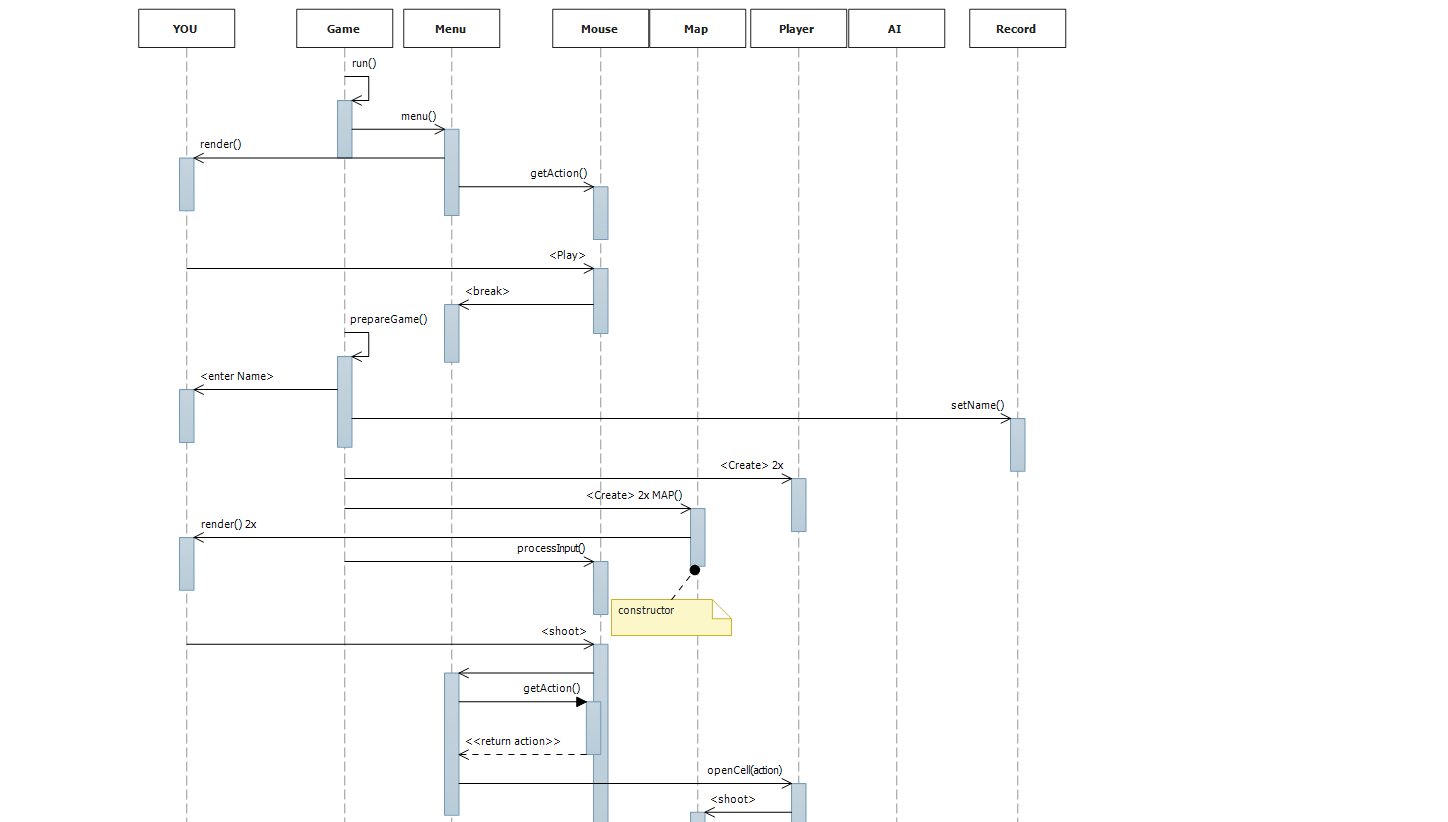 YOU
Game
Menu
Mouse
Map
Player
AI
Record
run()
menu()
render()
getAction()
<Play>
<break>
prepareGame()
<enter Name>
setName()
<Create> 2x
<Create> 2x MAP()
render() 2x
processInput()
constructor
<shoot>
getAction()
<<return action>>
openCell(action)
<shoot>